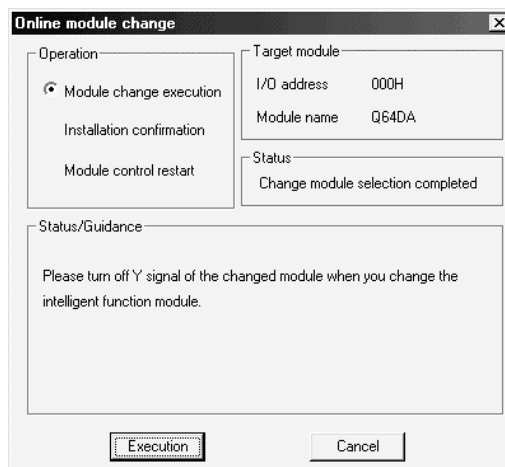 Online module change
Operation
Module change execution
Installation confirmation
Module control restart
Target module
I/O address 000H
Module name Q64DA
Status
Change module selection completed
Status/Guidance
Please turn off Y signal of the changed module when you change the
intelligent function module.
Execution
Cancel